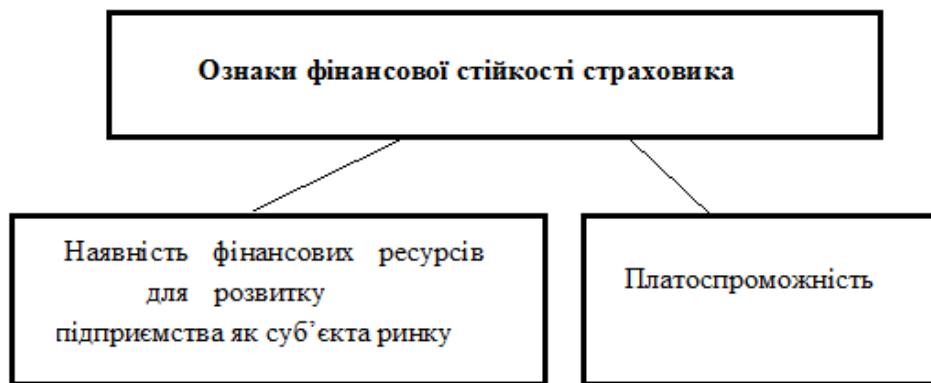 Ознаки фінансової стійкості страховика
Наявність фінансових ресурсів
для розвитку
підприємства як суб’єкта ринку
Платоспроможність